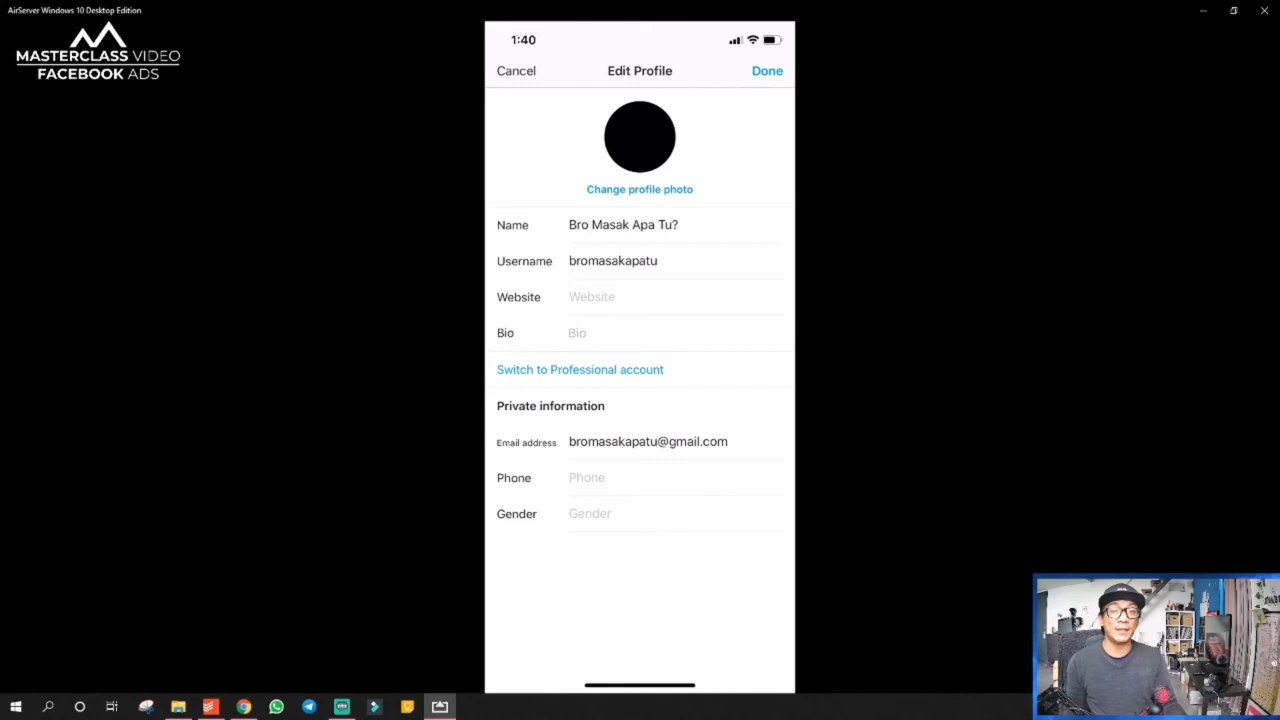 AirServer Windows 10 Desktop Edition
MASTERCLASS VIDEO
FACEBOOK ADS
1:40
Cancel Edit Profile Done
Change profile photo
Name Bro Masak Apa Tu?
Username bromasakapatu
Website Website
Bio Bio
Switch to Professional account
Private information
Email address bromasakapatu@gmail.com
Phone Phone
Gender Gender